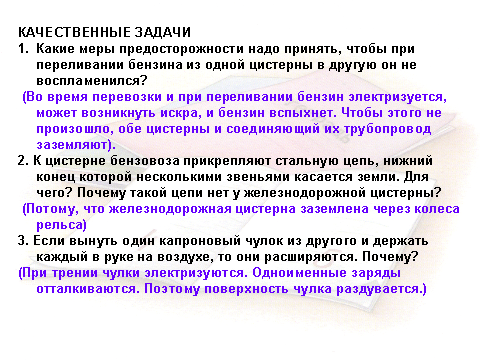 КАЧЕСТВЕННЫЕ ЗАДАЧИ
1. Какие меры предосторожности надо принять, чтобы при
переливании бензина из одной цистерны в другую он не
воспламенился?
(Во время перевозки и при переливании бензин электризуется,
может возникнуть искра, и бензин вспыхнет. Чтобы этого не
произошло, обе цистерны и соединяющий их трубопровод
заземляют).
2. К цистерне бензовоза прикрепляют стальную цепь, нижний
конец которой несколькими звеньями касается земли. Для
чего? Почему такой цепи нет у железнодорожной цистерны?
(Потому, что железнодорожная цистерна заземлена через колеса
рельса)
3. Если вынуть один капроновый чулок из другого и держать
каждый в руке на воздухе, то они расширяются. Почему?
(При трении чулки электризуются. Одноименные заряды
отталкиваются. Поэтому поверхность чулка раздувается.)